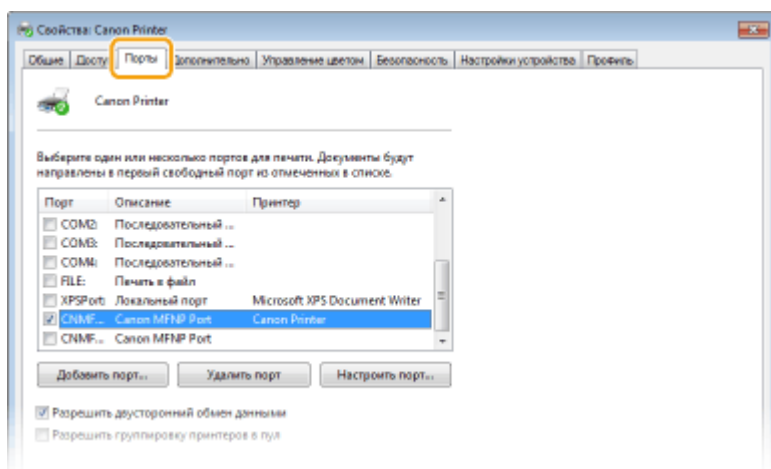 Свойства: Canon Printer
Общие Доступ Порты Дополнительно Управление цветом Безопасность Настройки устройства Профиль
Canon Printer
Выберите один или несколько портов для печати. Документы будут
направлены в первый свободный порт из отмеченных в списке.
Порт Описание Принтер
COM2: Последовательный ...
COM3: Последовательный ...
COM4: Последовательный ...
FILE: Печать в файл
XPSPort: Локальный порт Microsoft XPS Document Writer
CNMF... Canon MFNP Port Canon Printer
CNMF... Canon MFNP Port
Добавить порт... Удалить порт Настроить порт...
Разрешить двусторонний обмен данными
Разрешить группировку принтеров в пул